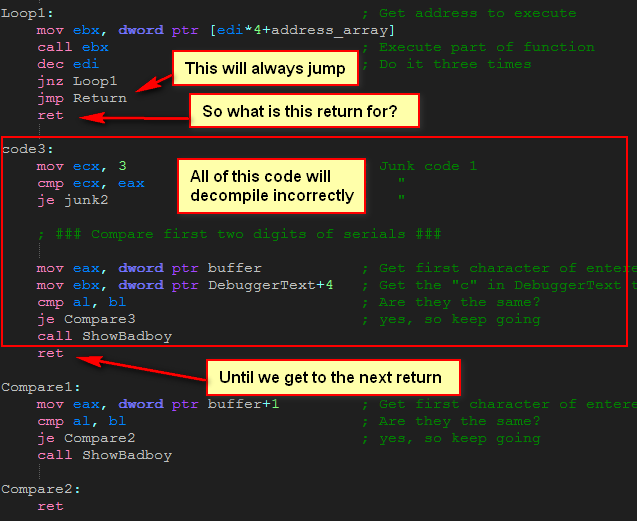 Loop1: ; Get address to execute
mov ebx, dword ptr [edi*4+address_array]
call ebx ; Execute part of function
dec edi ; Do it three times
This will always jump
jnz Loop1
jmp Return
So what is this return for?
ret
code3:
mov ecx, 3 Junk code 1
cmp ecx, eax "
je junk2 "
All of this code will
decompile incorrectly
; ### Compare first two digits of serials ###
mov eax, dword ptr buffer ; Get first character of entere
mov ebx, dword ptr DebuggerText+4 ; Get the "c" in DebuggerText t
cmp al, bl ; Are they the same?
je Compare3 ; yes, so keep going
call ShowBadboy
ret
Until we get to the next return
Compare1:
mov eax, dword ptr buffer+1 ; Get first character of entere
cmp al, bl ; Are they the same?
je Compare2 ; yes, so keep going
call ShowBadboy
Compare2:
ret